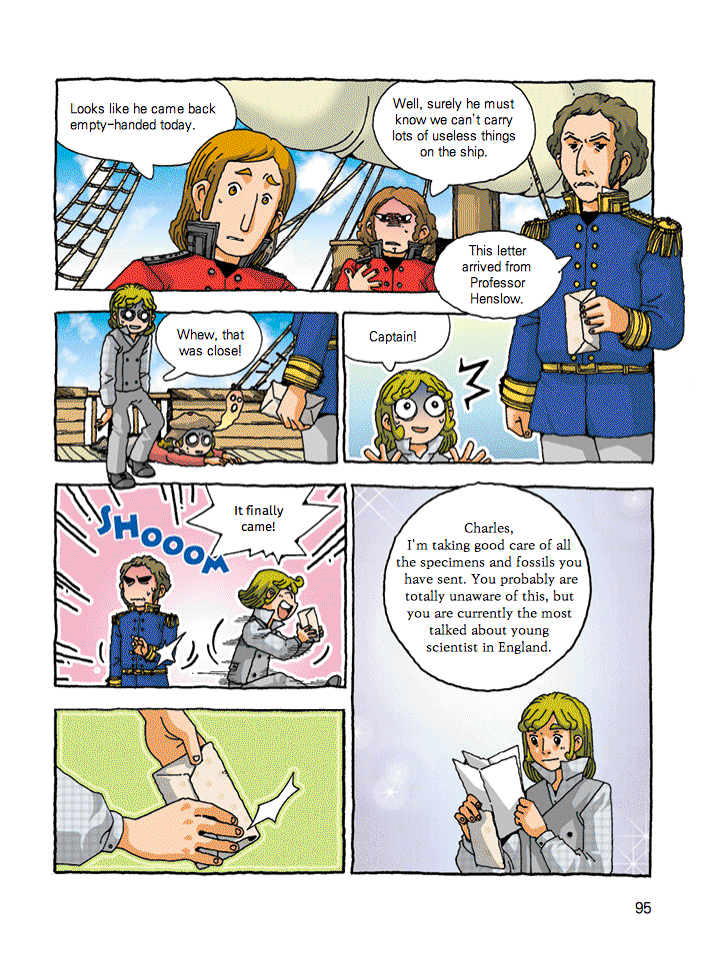 Looks like he came back
empty-handed today.
Well, surely he must
know we can't carry
lots of useless things
on the ship.
This letter
arrived from
Professor
Henslow.
Whew, that
was close!
Captain!
SHOOOM
It finally
came!
Charles,
I'm taking good care of all
the specimens and fossils you
have sent. You probably are
totally unaware of this, but
you are currently the most
talked about young
scientist in England.
95